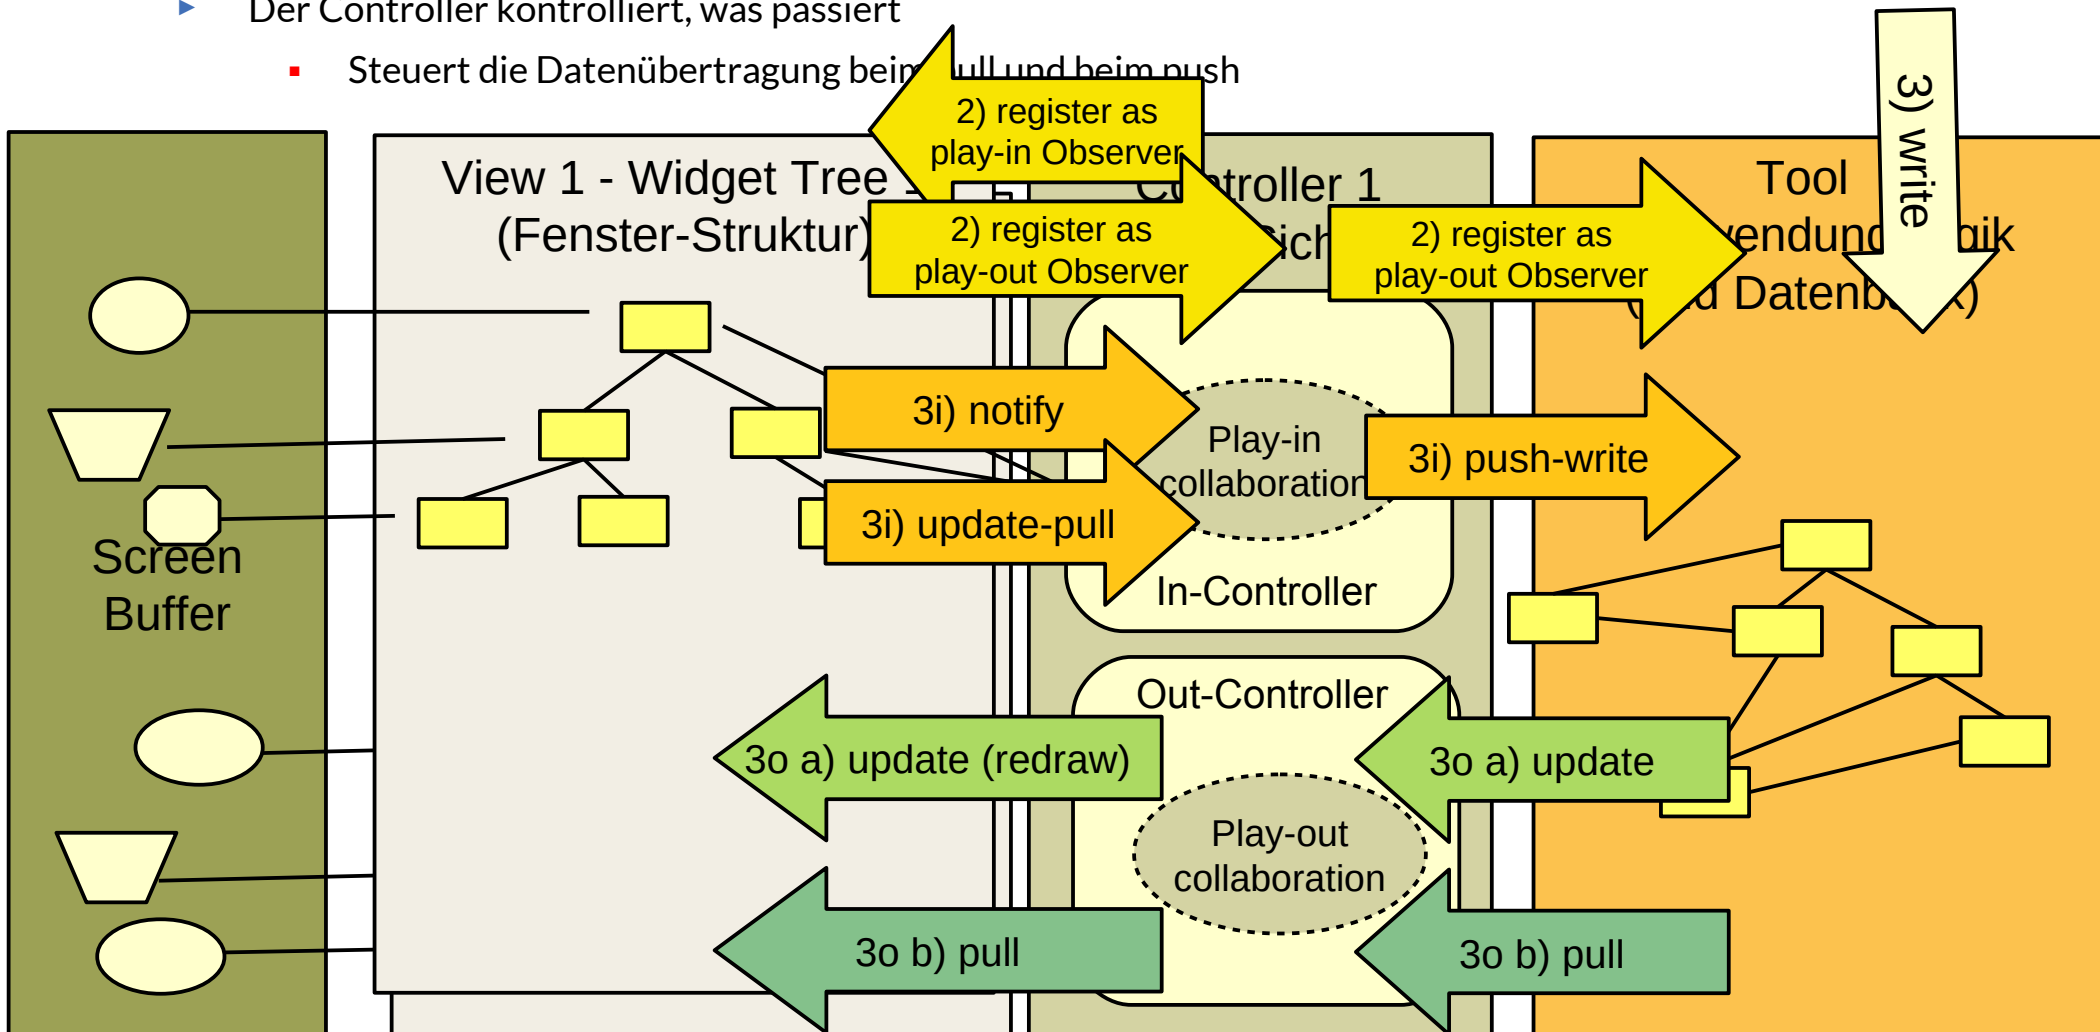 Der Controller kontrolliert, was passiert
Steuert die Datenübertragung beim pull und beim push
2) register as
play-in Observer
3) write
View 1 - Widget Tree
(Fenster-Struktur)
Controller 1
Tool
2) register as
play-out Observer
2) register as
play-out Observer
3i) notify
Play-in
collaboration
3i) push-write
3i) update-pull
In-Controller
Screen
Buffer
Out-Controller
3o a) update (redraw)
3o a) update
Play-out
collaboration
3o b) pull
3o b) pull